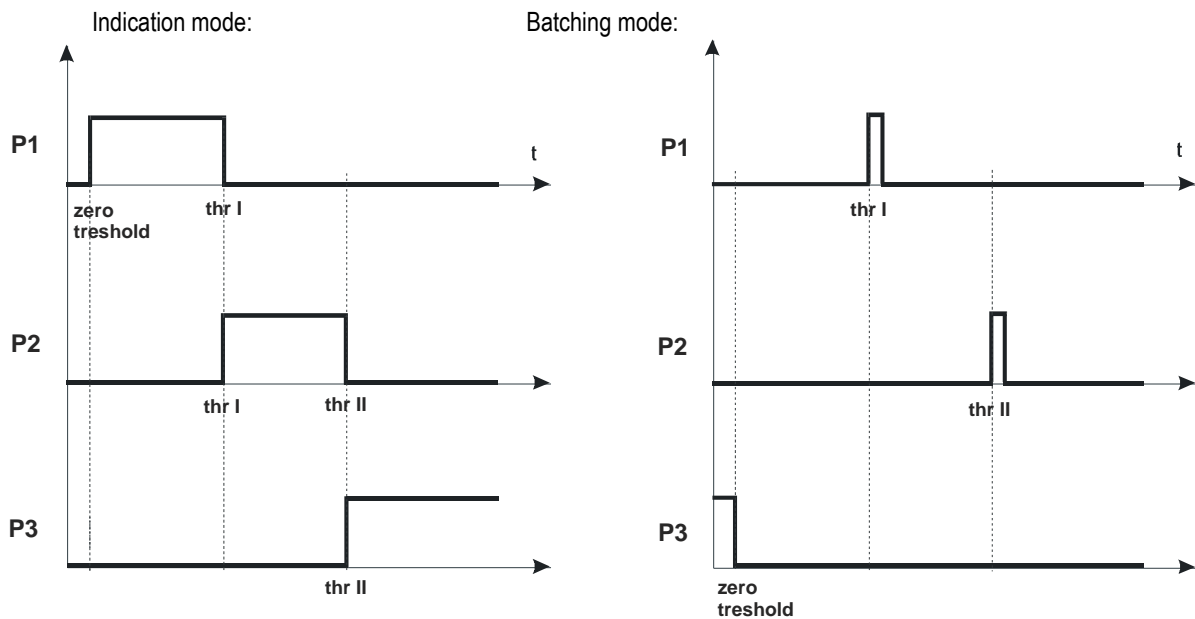 Indication mode:
P1
t
zero
treshold
thr I
P2
thr I
thr II
P3
thr II
Batching mode:
P1
t
thr I
P2
thr II
P3
zero
treshold